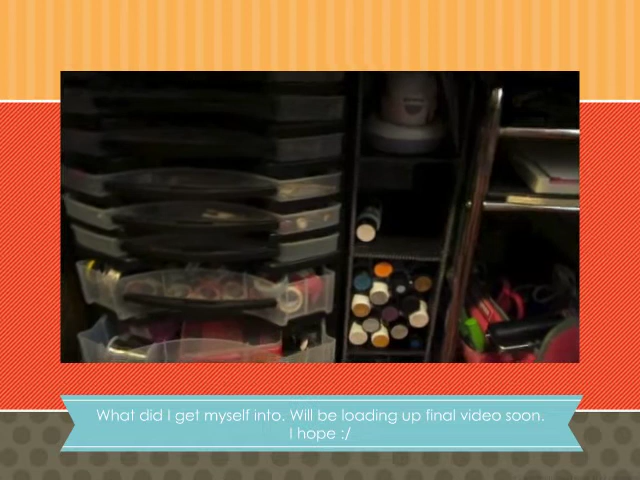 What did I get myself into. Will be loading up final video soon.
I hope :/